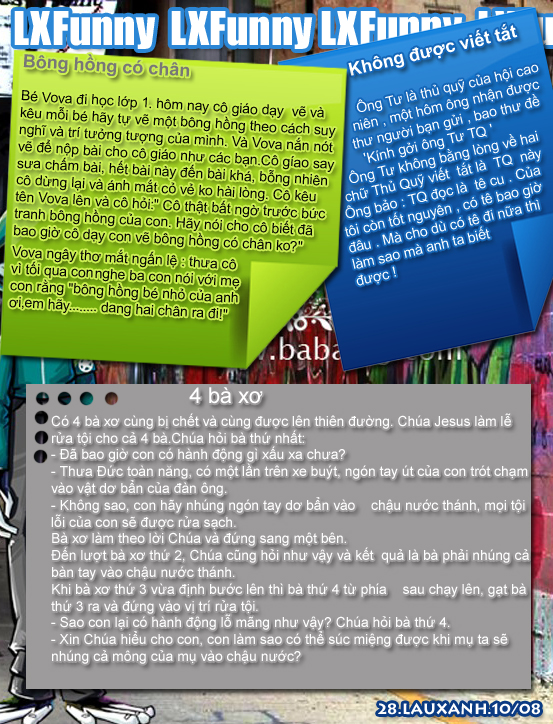 LXFunny LXFunny LXFunny
Bông hồng có chân
Bé Vova đi học lớp 1. hôm nay cô giáo dạy vẽ và
kêu mỗi bé hãy tự vẽ một bông hồng theo cách suy
nghĩ và trí tưởng tượng của mình. Và Vova nắn nót
vẽ để nộp bài cho cô giáo như các bạn.Cô giáo say
sưa chấm bài, hết bài này đến bài khá, bỗng nhiên
cô dừng lại và ánh mắt có vẻ ko hài lòng. Cô kêu
tên Vova lên và cô hỏi:" Cô thật bất ngờ trước bức
tranh bông hồng của con. Hãy nói cho cô biết đã
bao giờ cô dạy con vẽ bông hồng có chân ko?"
Vova ngây thơ mắt ngấn lệ : thưa cô
vì tối qua con nghe ba con nói với mẹ
con rằng "bông hồng bé nhỏ của anh
ơi,em hãy........ dang hai chân ra đi!"
Không được viết tắt
Ông Tư là thủ quỹ của hội cao
niên , một hôm ông nhận được
thư người bạn gửi , bao thư đề
'Kính gởi ông Tư TQ '
Ông Tư không bằng lòng về hai
chữ Thủ Quỹ viết tắt là TQ này
Ông bảo : TQ đọc là tê cu . Của
tôi còn tốt nguyên , có tê bao giờ
đâu . Mà cho dù có tê đi nữa thì
làm sao mà anh ta biết
được !
4 bà xơ
Có 4 bà xơ cùng bị chết và cùng được lên thiên đường. Chúa Jesus làm lễ
rửa tội cho cả 4 bà.Chúa hỏi bà thứ nhất:
- Đã bao giờ con có hành động gì xấu xa chưa?
- Thưa Đức toàn năng, có một lần trên xe buýt, ngón tay út của con trót chạm
vào vật dơ bẩn của đàn ông.
- Không sao, con hãy nhúng ngón tay dơ bẩn vào chậu nước thánh, mọi tội
lỗi của con sẽ được rửa sạch.
Bà xơ làm theo lời Chúa và đứng sang một bên.
Đến lượt bà xơ thứ 2, Chúa cũng hỏi như vậy và kết quả là bà phải nhúng cả
bàn tay vào chậu nước thánh.
Khi bà xơ thứ 3 vừa định bước lên thì bà thứ 4 từ phía sau chạy lên, gạt bà
thứ 3 ra và đứng vào vị trí rửa tội.
- Sao con lại có hành động lỗ mãng như vậy? Chúa hỏi bà thứ 4.
- Xin Chúa hiểu cho con, con làm sao có thể súc miệng được khi mụ ta sẽ
nhúng cả mông của mụ vào chậu nước?
28.LAUXANH.10/08